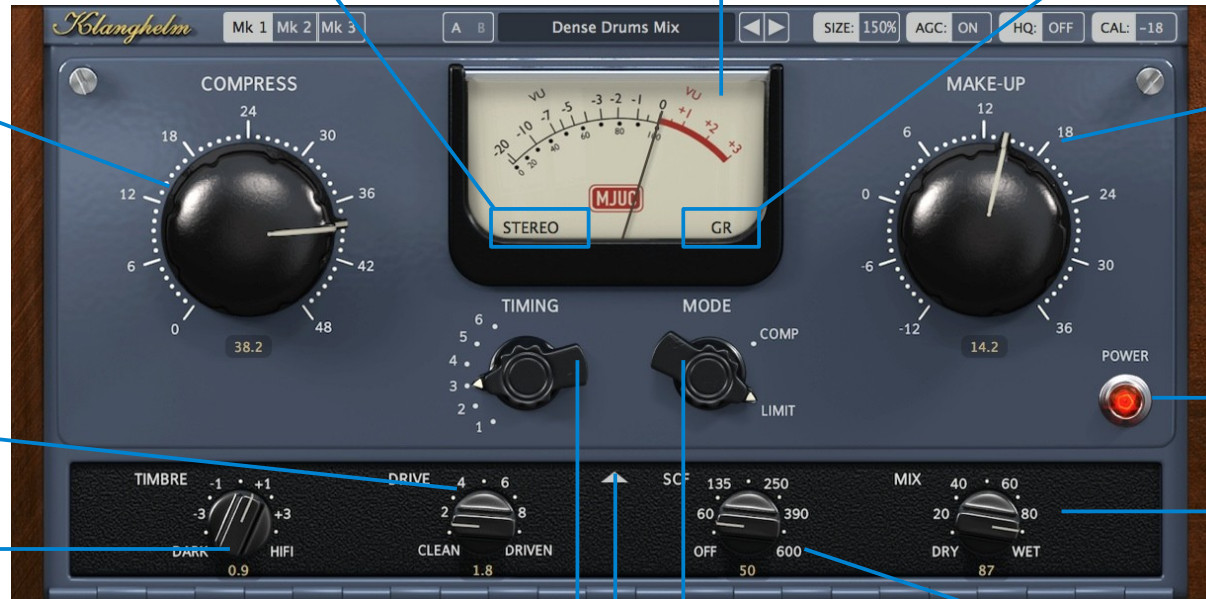 Klanghelm Mk 1 Mk 2 Mk 3 A B Dense Drums Mix SIZE: 150% AGC: ON HQ: OFF CAL: -18
COMPRESS
0 6 12 18 24 30 36 42 48
38.2
VU VU
-20 -10 -7 -5 -3 -2 -1 0 +1 +2 +3
0 20 40 60 80 100
MJUC
STEREO GR
MAKE-UP
-12 -6 0 6 12 18 24 30 36
14.2
TIMING
6
5
4
3
2
1
MODE
COMP
LIMIT
POWER
TIMBRE
-1 +1
-3 +3
DARK HIFI
0.9
DRIVE
4 6
2 8
CLEAN DRIVEN
1.8
SCF
135 250
60 390
OFF 600
50
MIX
40 60
20 80
DRY WET
87